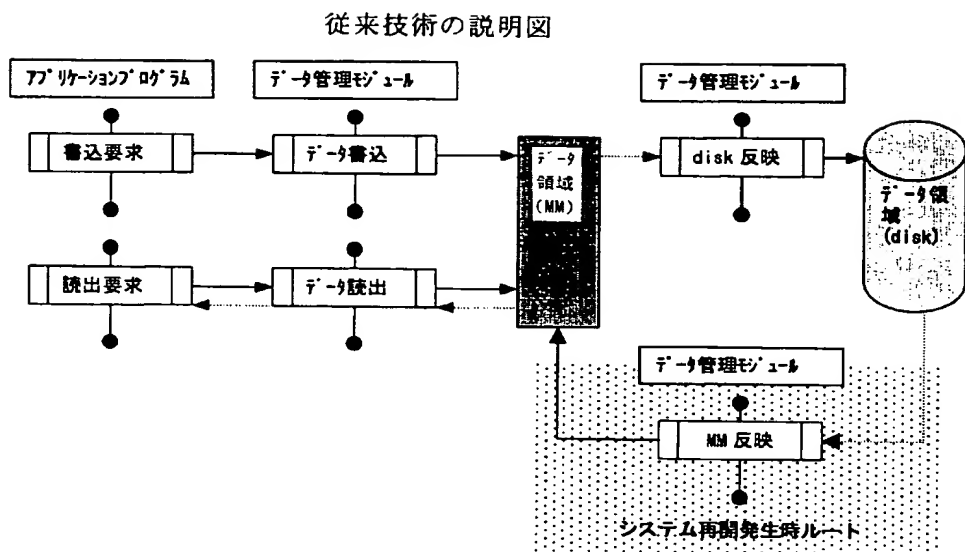 従来技術の説明図
ｱﾌﾟﾘｹｰｼｮﾝﾌﾟﾛｸﾞﾗﾑ
ﾃﾞｰﾀ管理ﾓｼﾞｭｰﾙ
ﾃﾞｰﾀ管理ﾓｼﾞｭｰﾙ
書込要求
ﾃﾞｰﾀ書込
ﾃﾞｰﾀ
領域
(MM)
disk 反映
ﾃﾞｰﾀ領
域
(disk)
読出要求
ﾃﾞｰﾀ読出
ﾃﾞｰﾀ管理ﾓｼﾞｭｰﾙ
MM 反映
システム再開発生時ルート